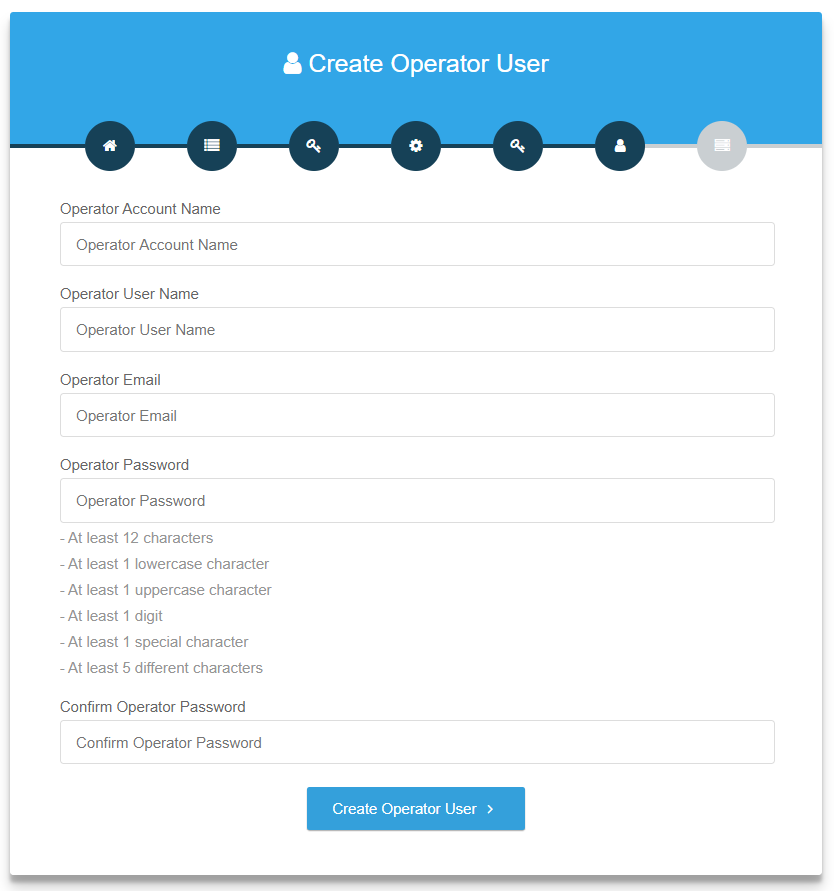 Create Operator User
Operator Account Name
Operator Account Name
Operator User Name
Operator User Name
Operator Email
Operator Email
Operator Password
Operator Password
- At least 12 characters
- At least 1 lowercase character
- At least 1 uppercase character
- At least 1 digit
- At least 1 special character
- At least 5 different characters
Confirm Operator Password
Confirm Operator Password
Create Operator User